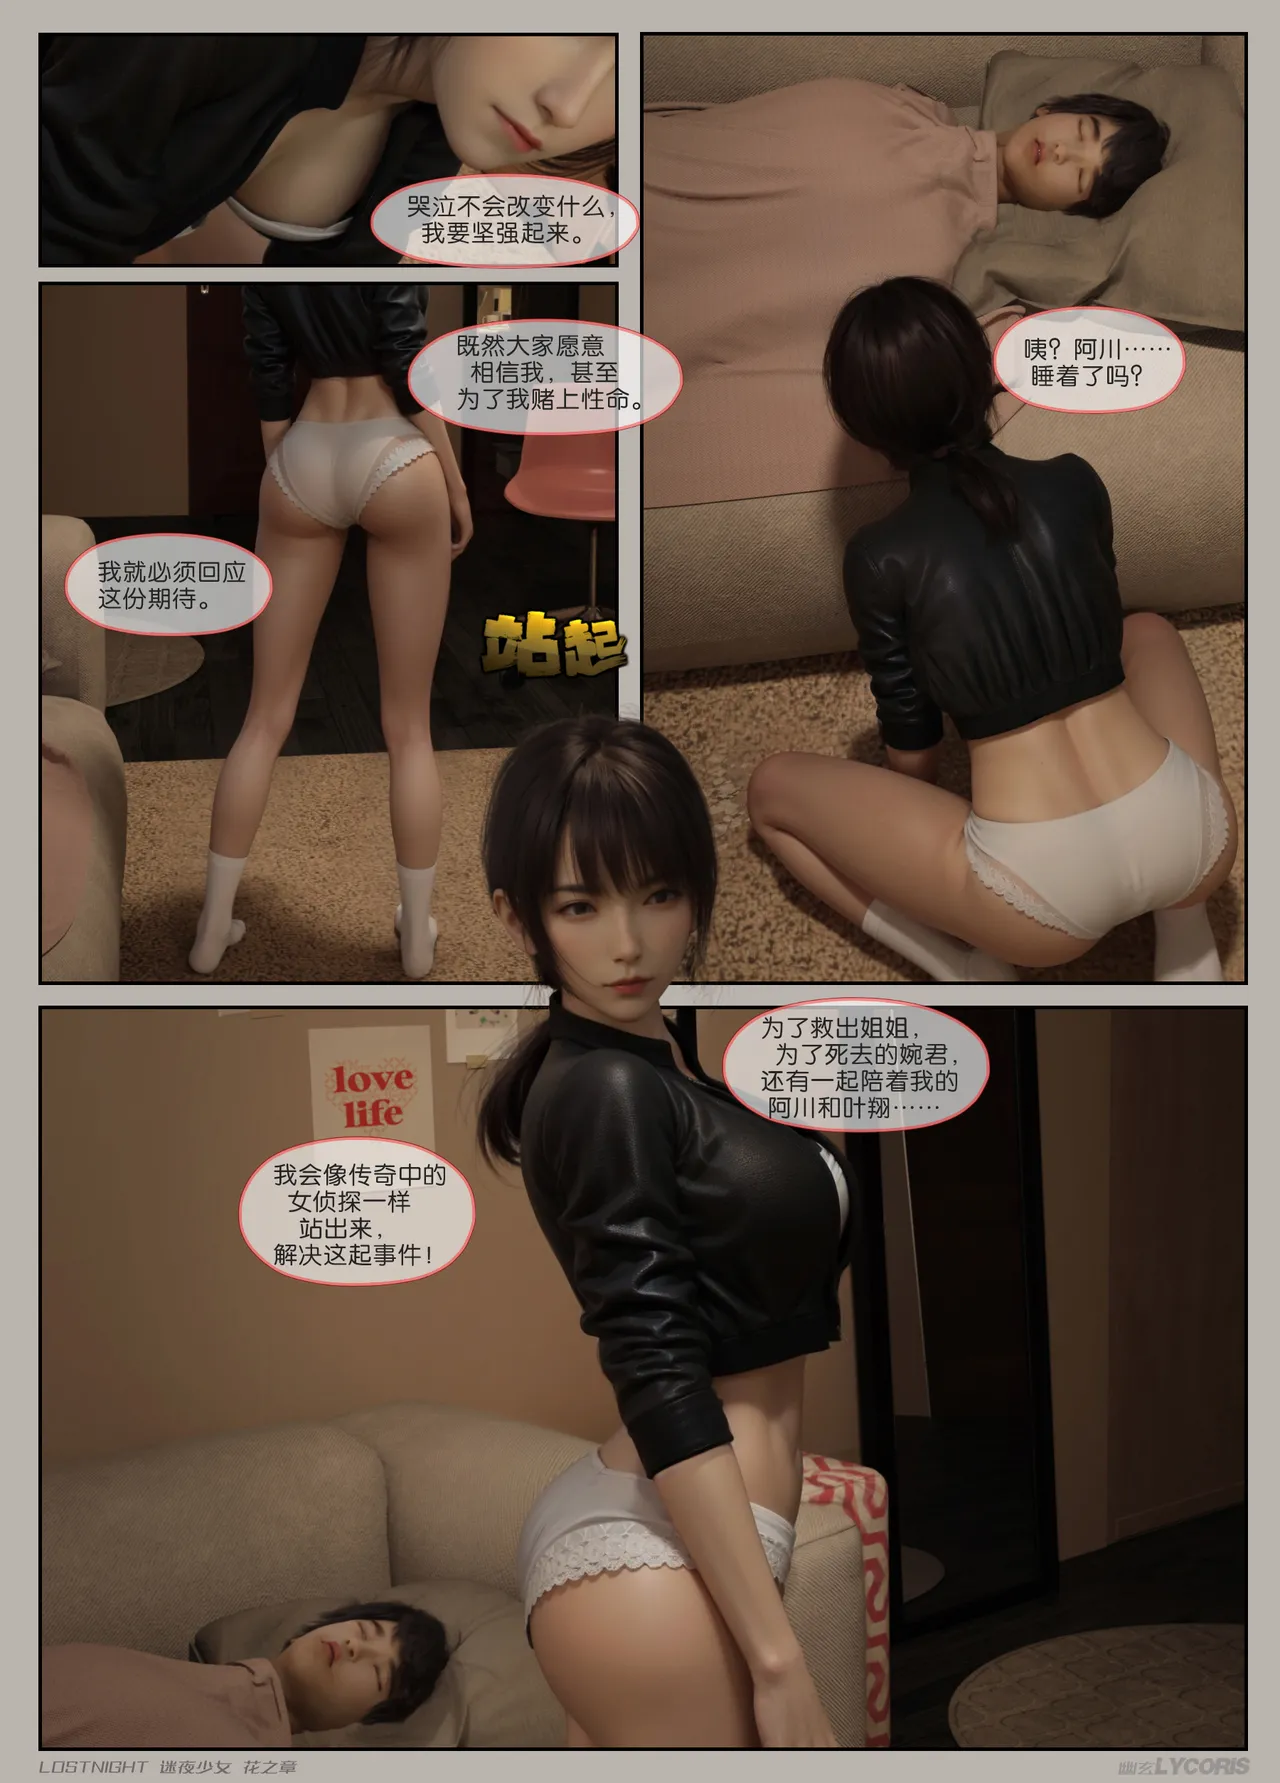 哭泣不会改变什么，
我要坚强起来。
咦？阿川……
睡着了吗？
既然大家愿意
相信我，甚至
为了我赌上性命。
我就必须回应
这份期待。
站起
为了救出姐姐，
为了死去的婉君，
还有一起陪着我的
阿川和叶翔……
love
life
我会像传奇中的
女侦探一样
站出来，
解决这起事件！
LOSTNIGHT 迷夜少女 花之章
幽玄LYCORIS